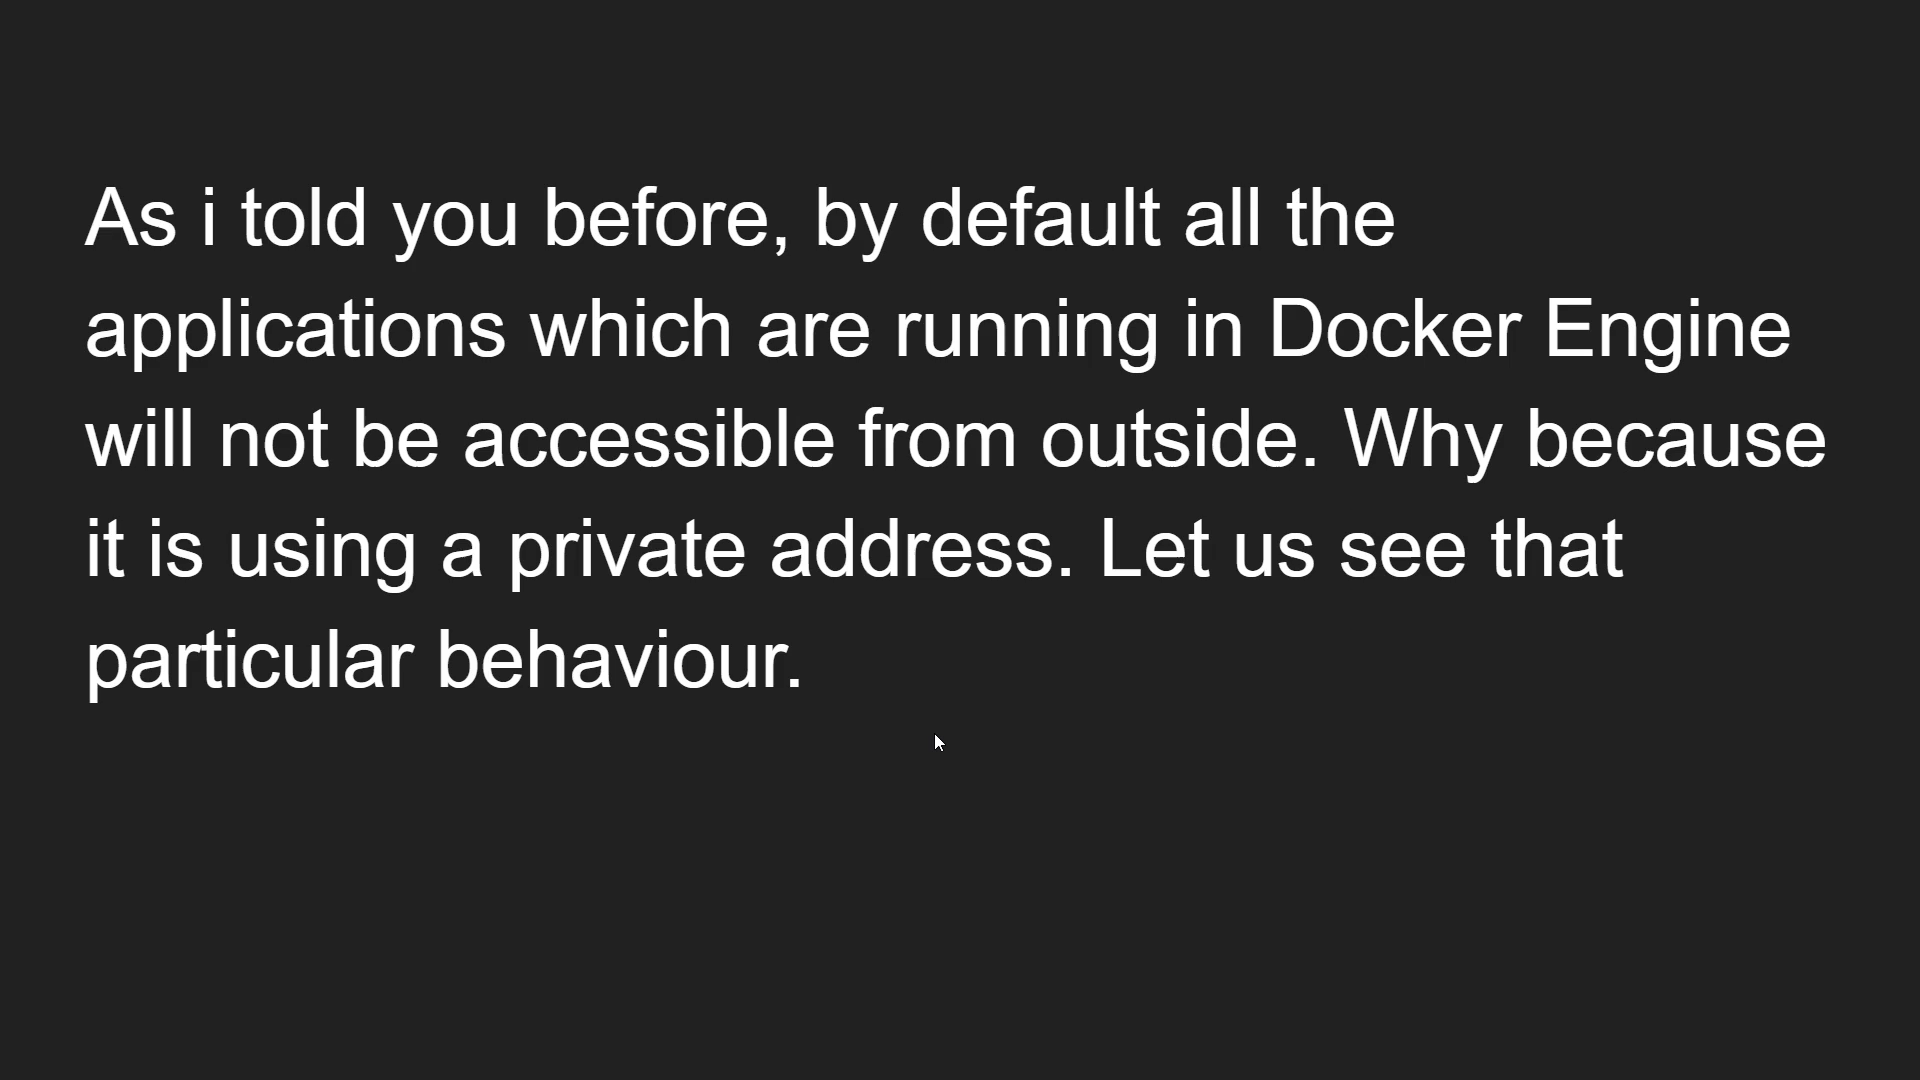 As i told you before, by default all the
applications which are running in Docker Engine
will not be accessible from outside. Why because
it is using a private address. Let us see that
particular behaviour.